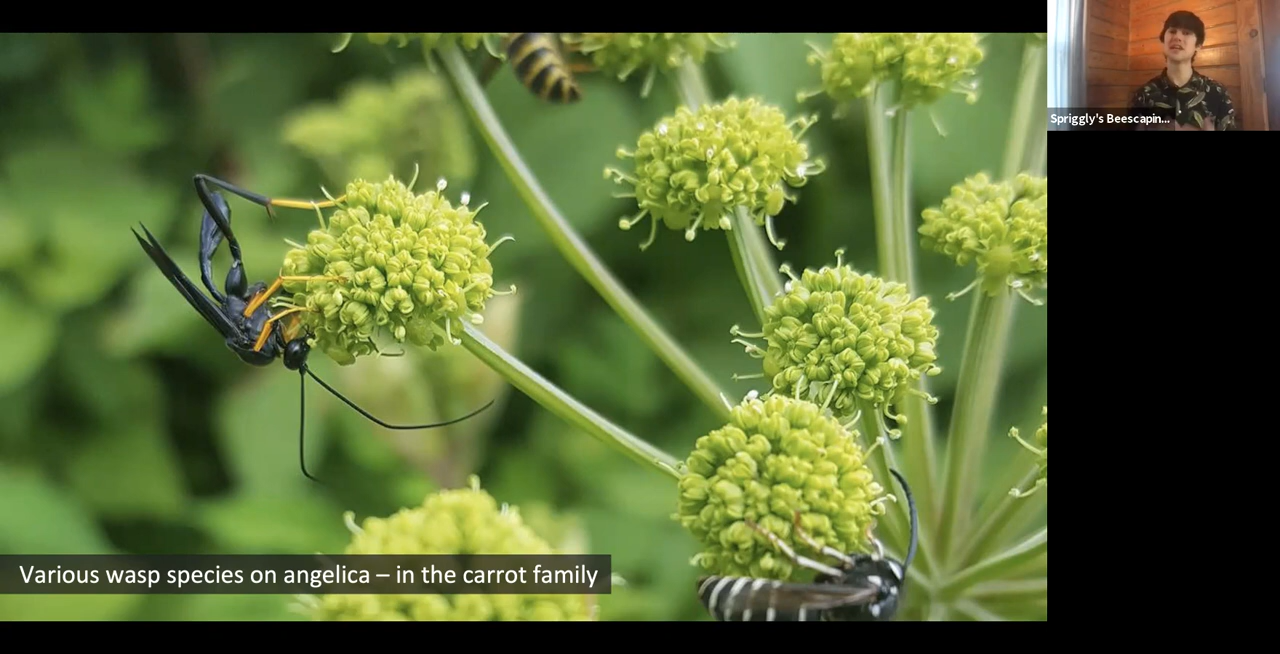 Spriggly's Beescapin...
Various wasp species on angelica – in the carrot family